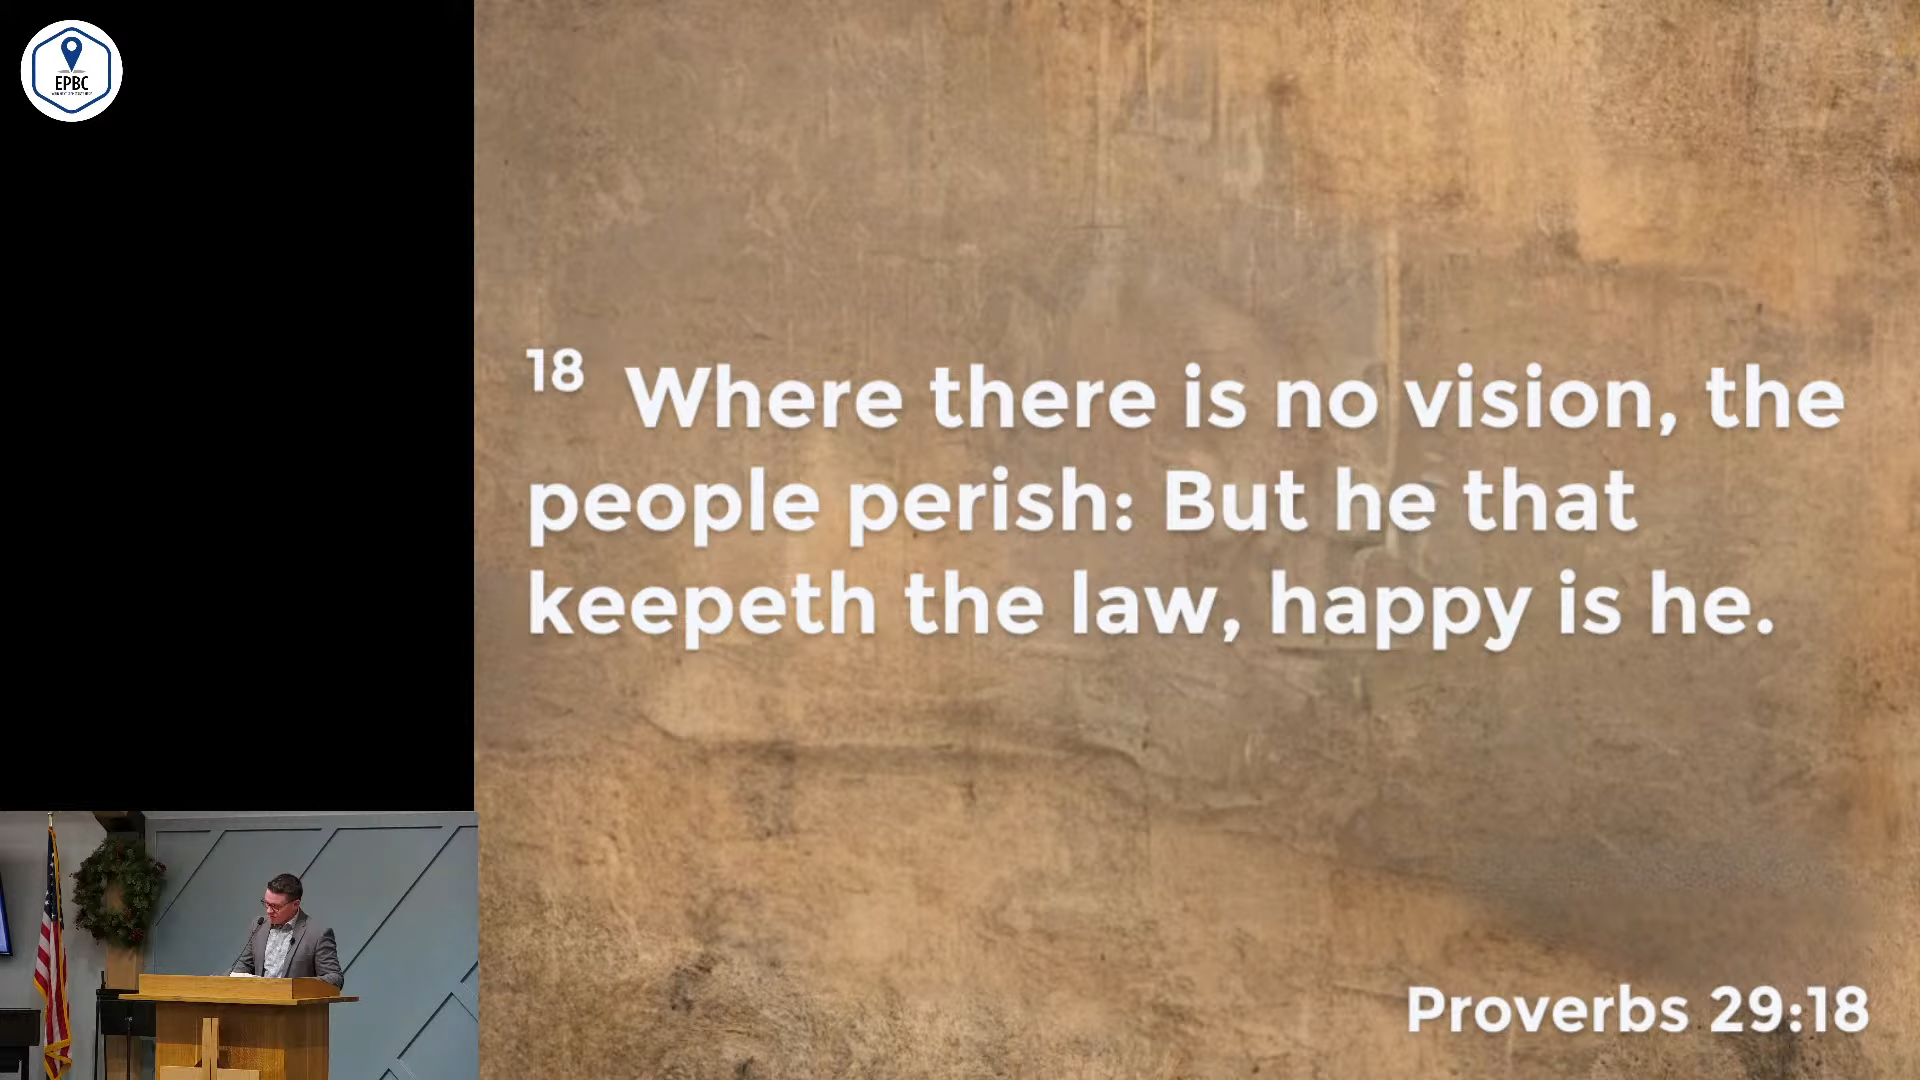 EPBC
18 Where there is no vision, the
people perish: But he that
keepeth the law, happy is he.
Proverbs 29:18